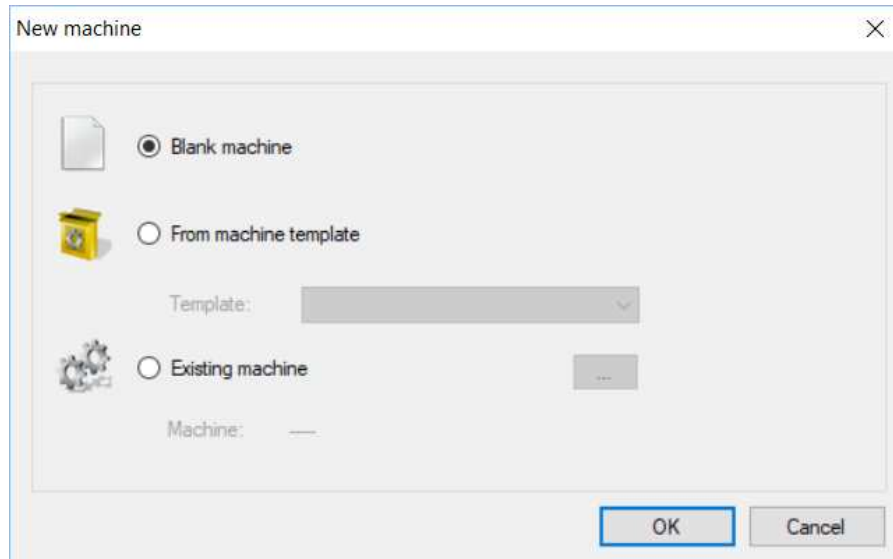 New machine
Blank machine
From machine template
Template:
Existing machine
...
Machine: ----
OK Cancel